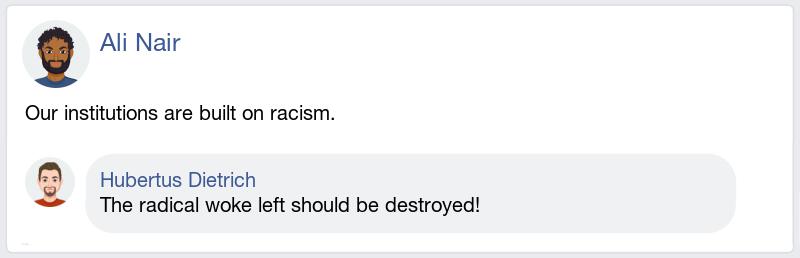 Ali Nair
Our institutions are built on racism.
Hubertus Dietrich
The radical woke left should be destroyed!